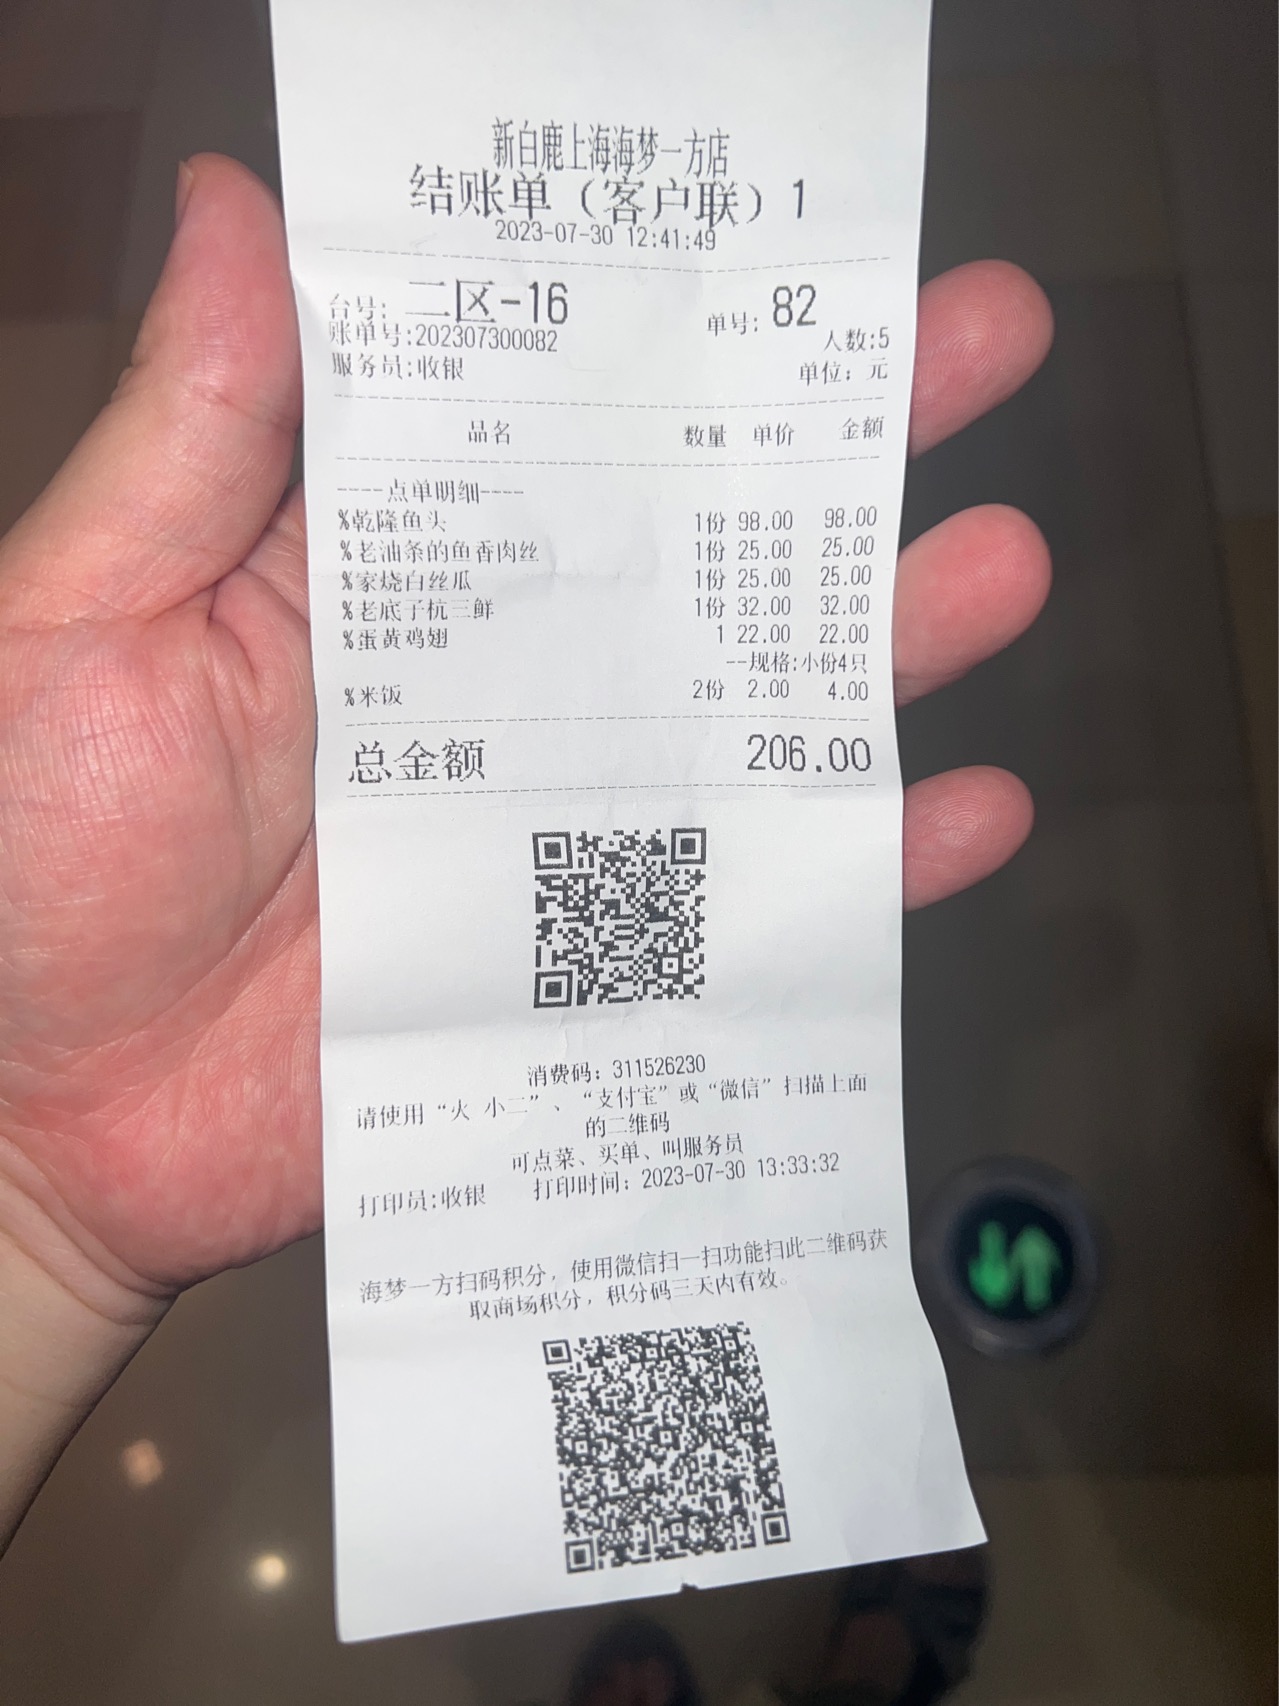 新白鹿上海海梦一方店
结账单（客户联）1
2023-07-30 12:41:49
台号: 二区-16 单号: 82
账单号:202307300082 人数:5
服务员:收银 单位: 元
品名 数量 单价 金额
----点单明细----
%乾隆鱼头 1份 98.00 98.00
%老油条的鱼香肉丝 1份 25.00 25.00
%家烧白丝瓜 1份 25.00 25.00
%老底子杭三鲜 1份 32.00 32.00
%蛋黄鸡翅 1 22.00 22.00
--规格:小份4只
%米饭 2份 2.00 4.00
总金额 206.00
消费码: 311526230
请使用“火 小二”、“支付宝”或“微信”扫描上面
的二维码
可点菜、买单、叫服务员
打印员:收银 打印时间: 2023-07-30 13:33:32
海梦一方扫码积分，使用微信扫一扫功能扫此二维码获
取商场积分，积分码三天内有效。